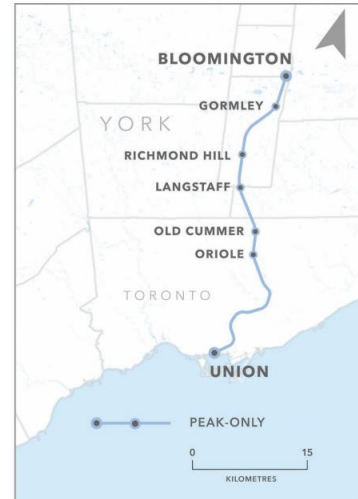 BLOOMINGTON
GORMLEY
YORK
RICHMOND HILL
LANGSTAFF
OLD CUMMER
ORIOLE
TORONTO
UNION
PEAK-ONLY
0 15
KILOMETRES